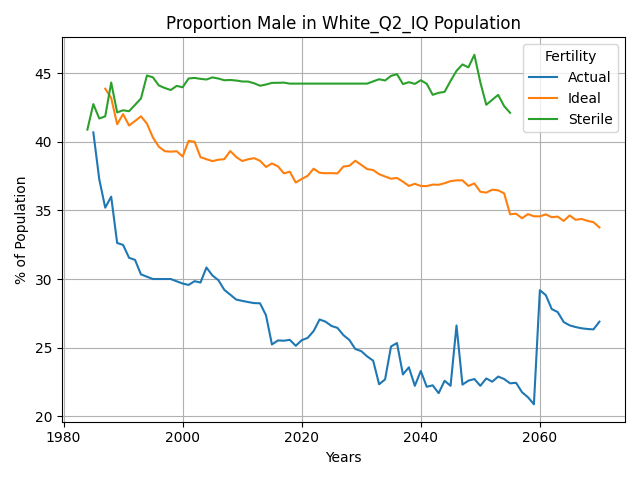 Proportion Male in White_Q2_IQ Population
Fertility
Actual
Ideal
Sterile
% of Population
45
40
35
30
25
20
1980
2000
2020
2040
2060
Years